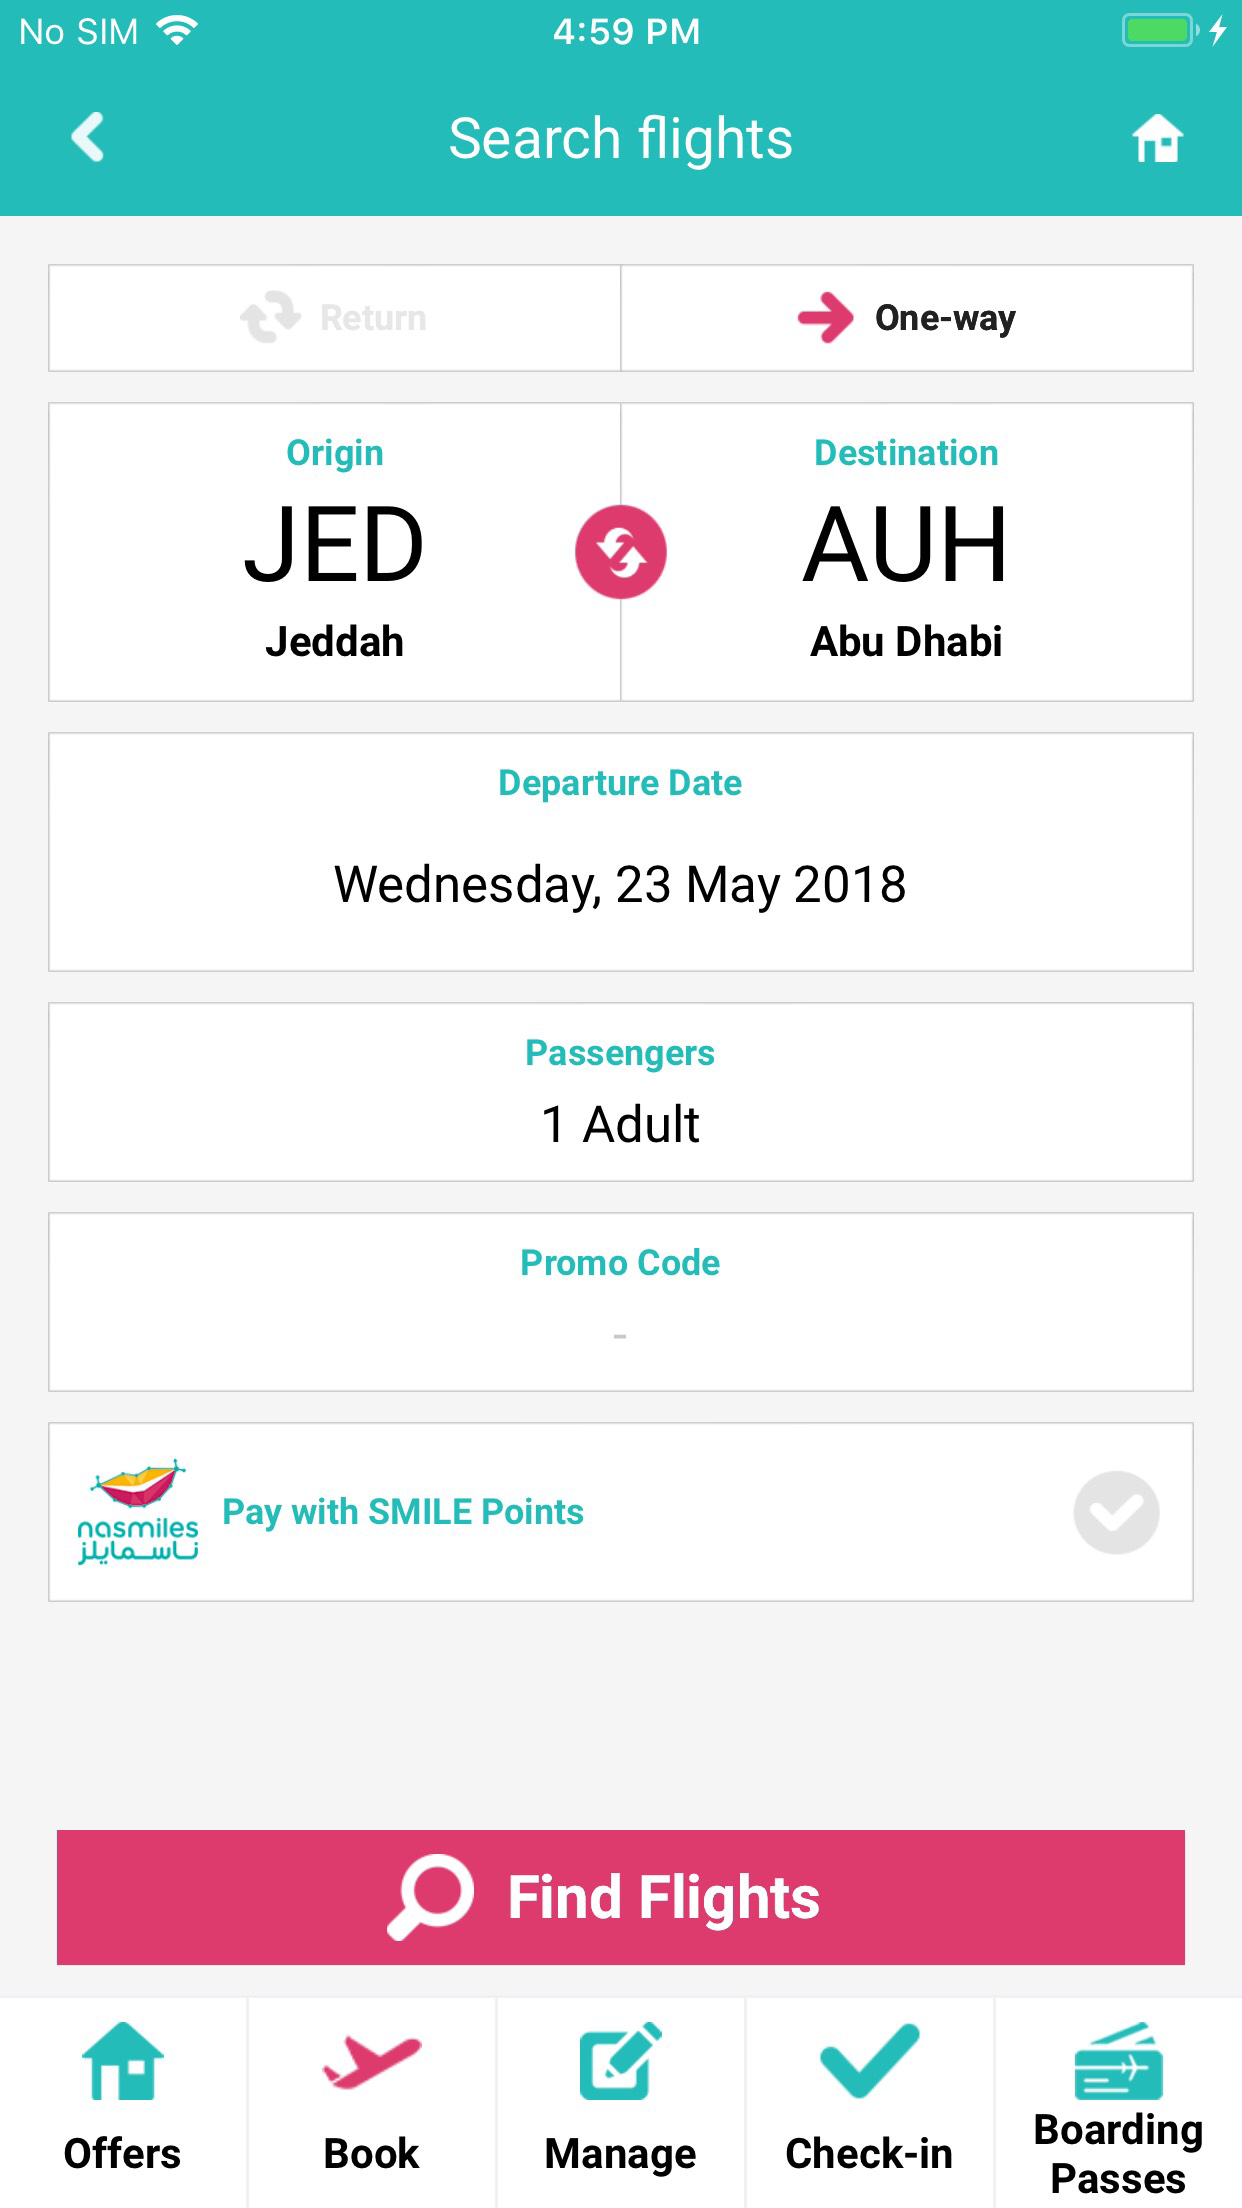 No SIM 4:59 PM
Search flights
Return One-way
Origin Destination
JED AUH
Jeddah Abu Dhabi
Departure Date
Wednesday, 23 May 2018
Passengers
1 Adult
Promo Code
-
nasmiles
ناسمايلز
Pay with SMILE Points
Find Flights
Offers Book Manage Check-in Boarding
Passes